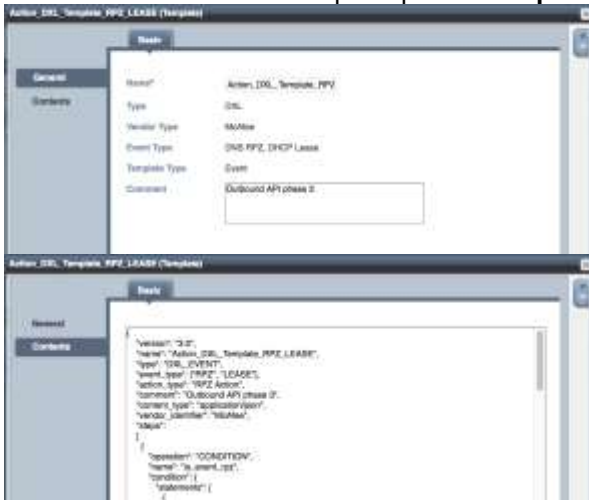 Action_DXL_Template_RPZ_LEASE (Template)
Basic
General
Contents
Name* Action_DXL_Template_RPZ
Type DXL
Vendor Type McAfee
Event Type DNS RPZ, DHCP Lease
Template Type Event
Comment Outbound API phase 3
Action_DXL_Template_RPZ_LEASE (Template)
Basic
General
Contents
{
"version": "3.0",
"name": "Action_DXL_Template_RPZ_LEASE",
"type": "DXL_EVENT",
"event_type": ["RPZ", "LEASE"],
"action_type": "RPZ Action",
"comment": "Outbound API phase 3",
"content_type": "application/json",
"vendor_identifier": "McAfee",
"steps":
[
{
"operation": "CONDITION",
"name": "is_event_rpz",
"condition": {
"statements": [
{